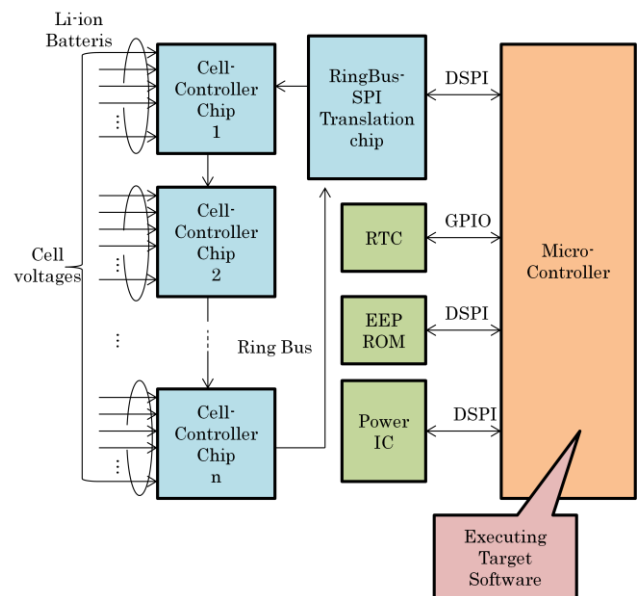 Li-ion
Batteris
Cell-
Controller
Chip
1
RingBus-
SPI
Translation
chip
DSPI
Cell-
Controller
Chip
2
RTC
GPIO
Micro-
Controller
Cell
voltages
EEP
ROM
DSPI
Ring Bus
Cell-
Controller
Chip
n
Power
IC
DSPI
Executing
Target
Software
...
...
...
...